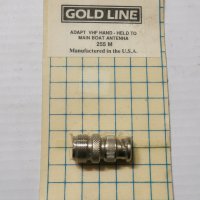 GOLD LINE
ADAPT VHF HAND - HELD TO
MAIN BOAT ANTENNA
255 M
Manufactured in the U.S.A.